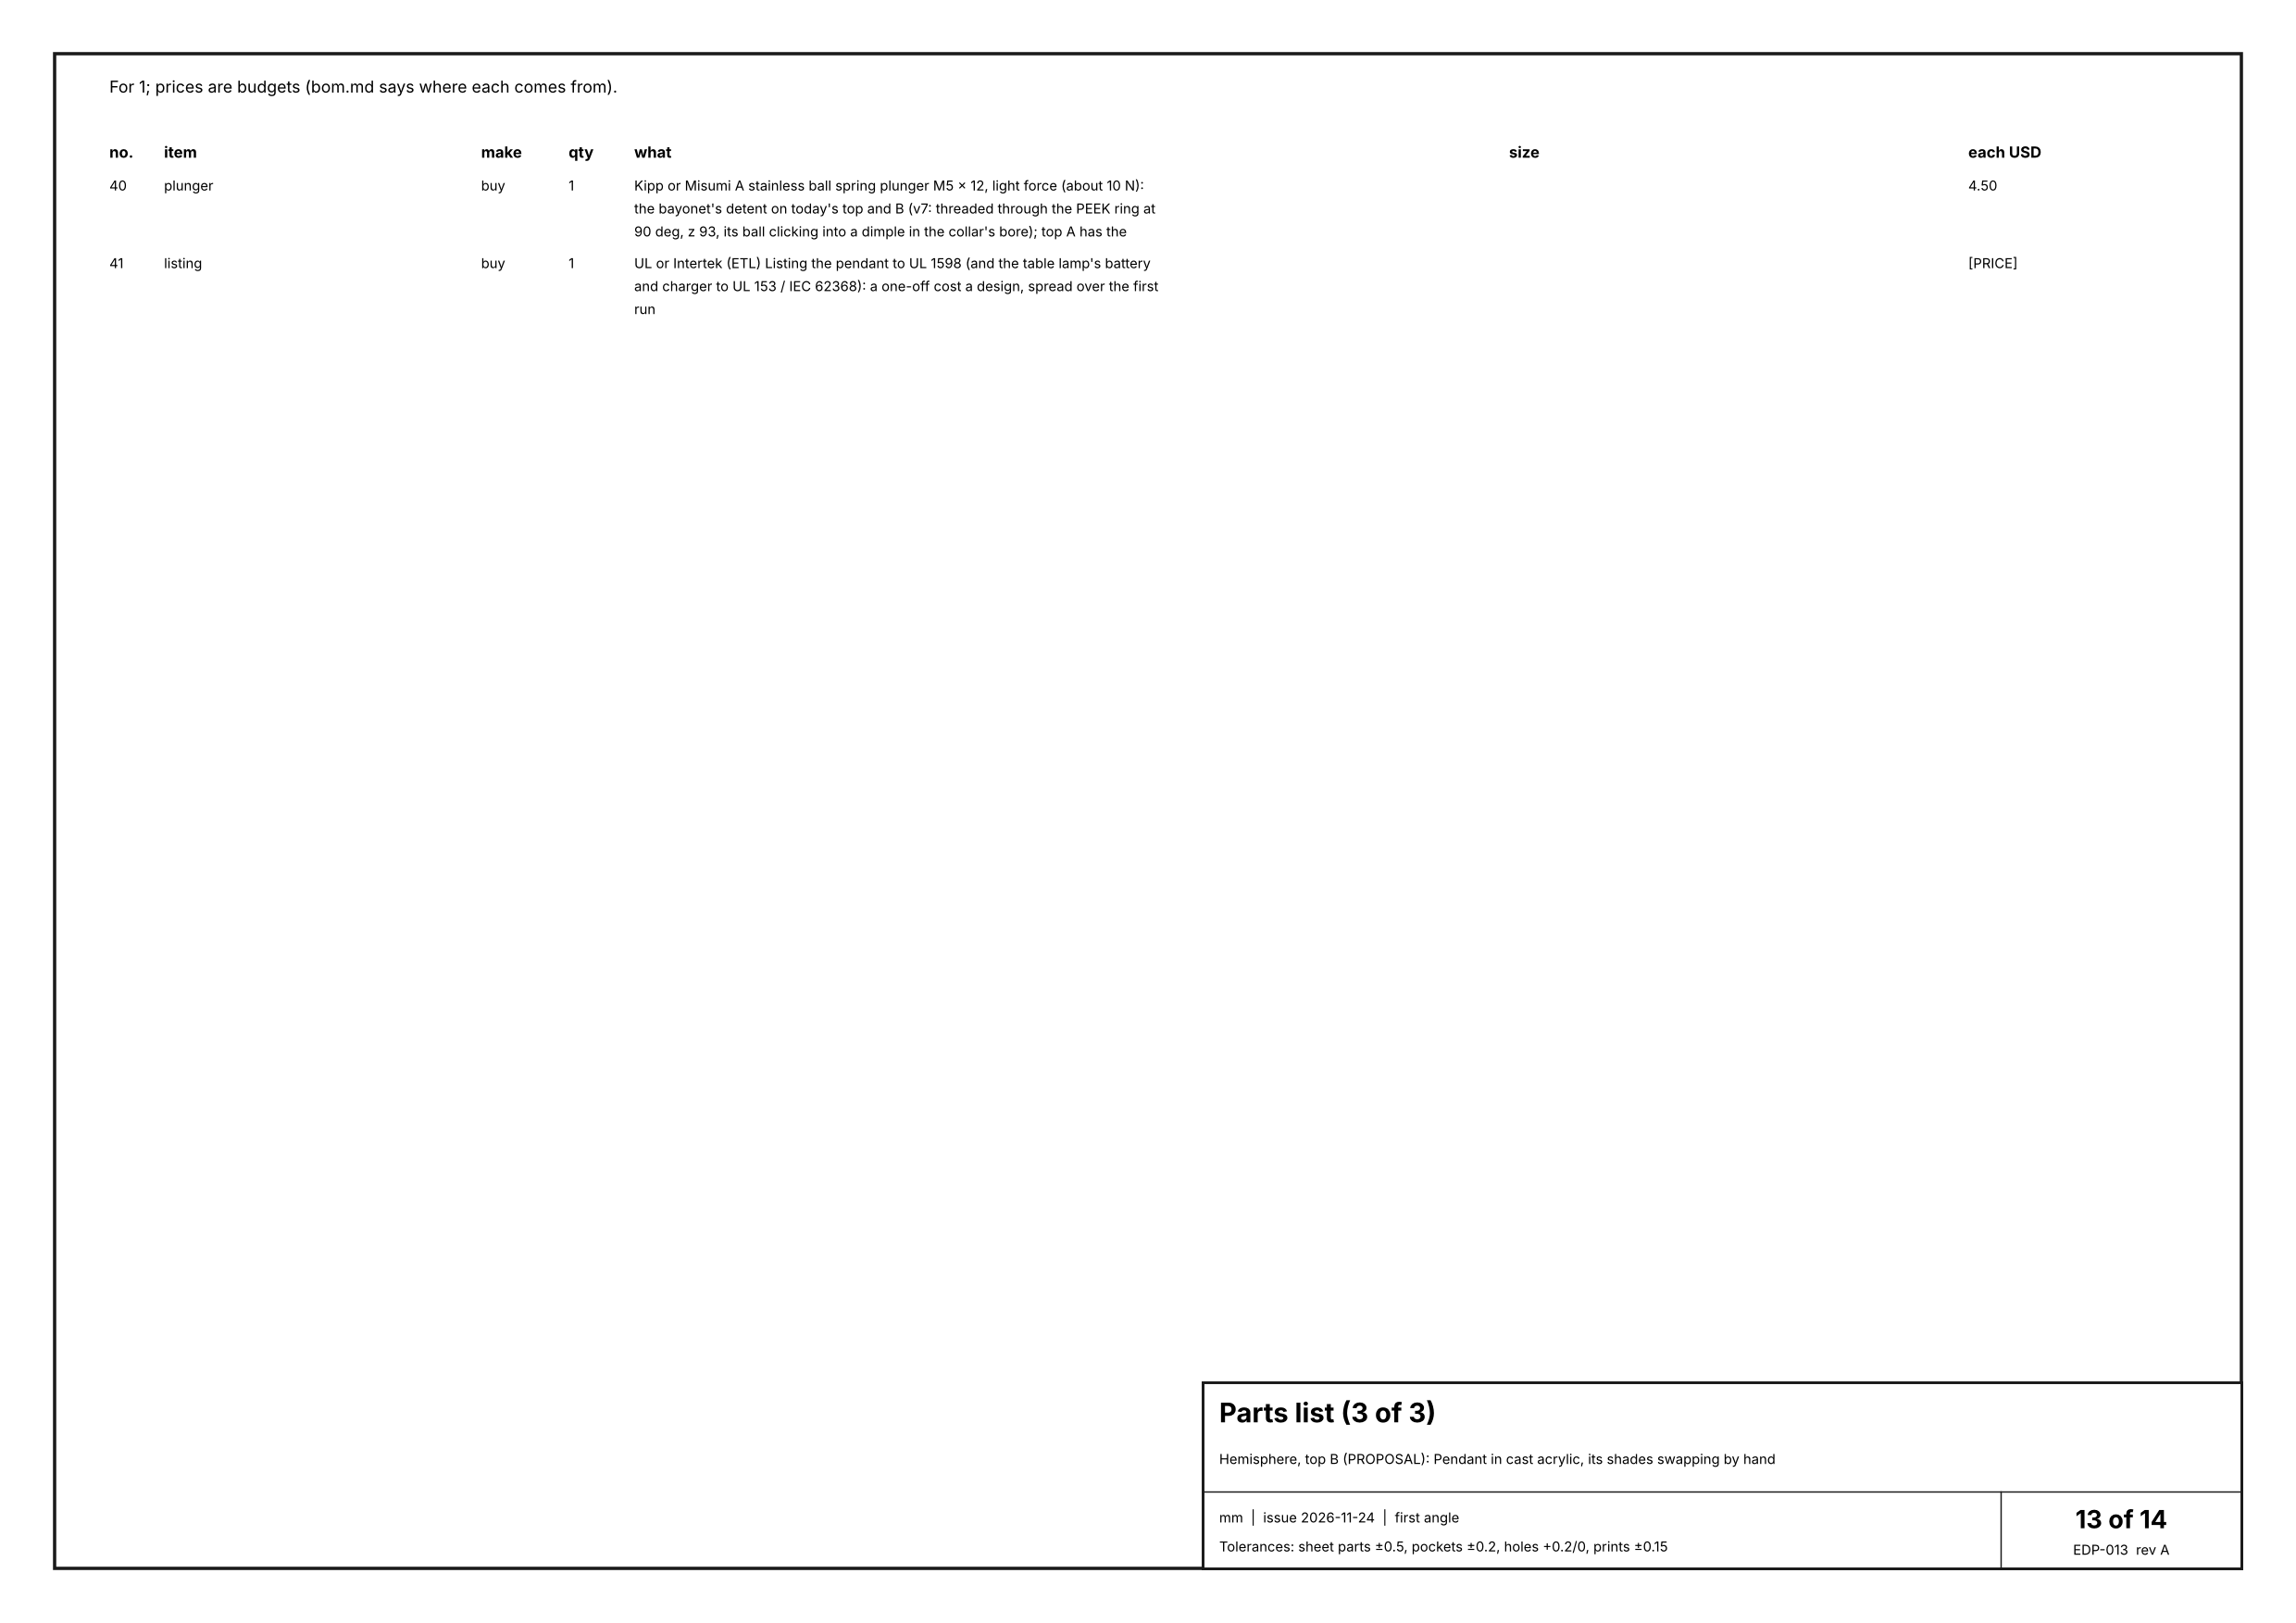 For 1; prices are budgets (bom.md says where each comes from).
no. item make qty what size each USD
40 plunger buy 1 Kipp or Misumi A stainless ball spring plunger M5 × 12, light force (about 10 N): 4.50
the bayonet's detent on today's top and B (v7: threaded through the PEEK ring at
90 deg, z 93, its ball clicking into a dimple in the collar's bore); top A has the
41 listing buy 1 UL or Intertek (ETL) Listing the pendant to UL 1598 (and the table lamp's battery [PRICE]
and charger to UL 153 / IEC 62368): a one-off cost a design, spread over the first
run
Parts list (3 of 3)
Hemisphere, top B (PROPOSAL): Pendant in cast acrylic, its shades swapping by hand
mm | issue 2026-11-24 | first angle
Tolerances: sheet parts ±0.5, pockets ±0.2, holes +0.2/0, prints ±0.15
13 of 14
EDP-013 rev A